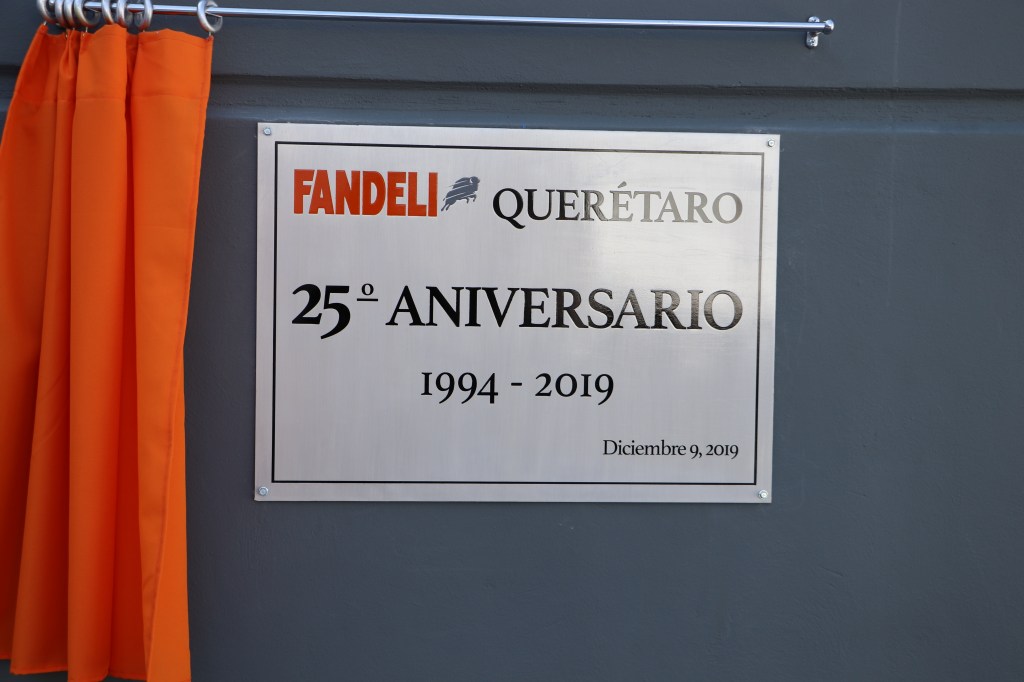 FANDELI QUERÉTARO
25º ANIVERSARIO
1994 - 2019
Diciembre 9, 2019